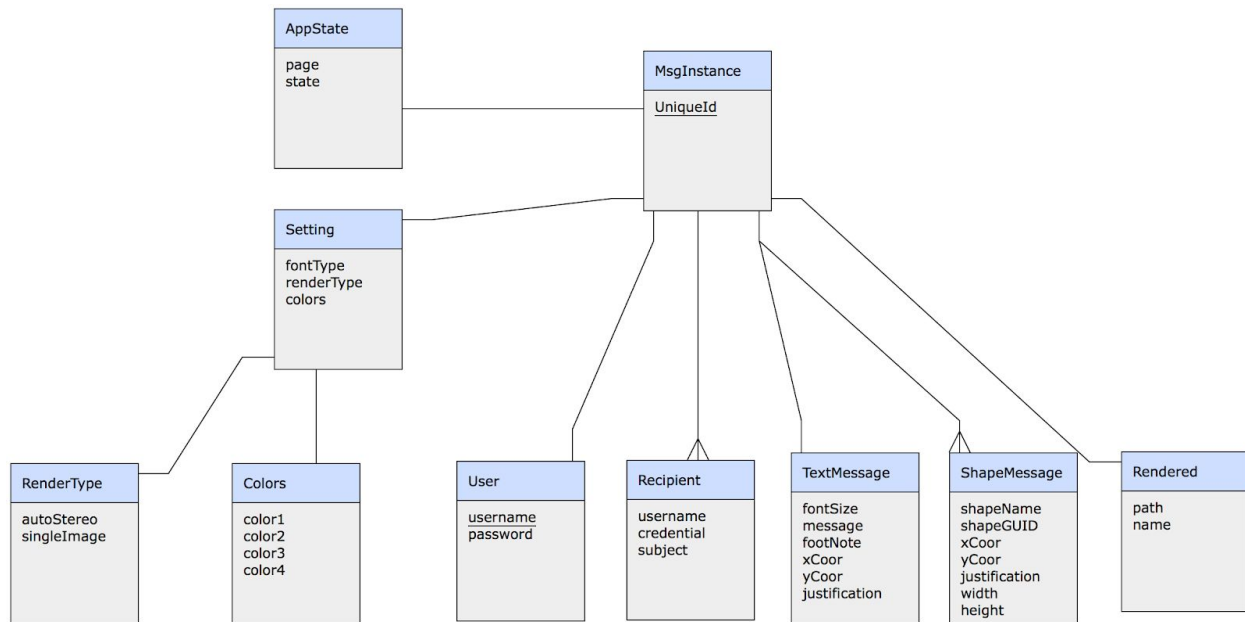 AppState
page
state
MsgInstance
UniqueId
Setting
fontType
renderType
colors
RenderType
autoStereo
singleImage
Colors
color1
color2
color3
color4
User
username
password
Recipient
username
credential
subject
TextMessage
fontSize
message
footNote
xCoor
yCoor
justification
ShapeMessage
shapeName
shapeGUID
xCoor
yCoor
justification
width
height
Rendered
path
name